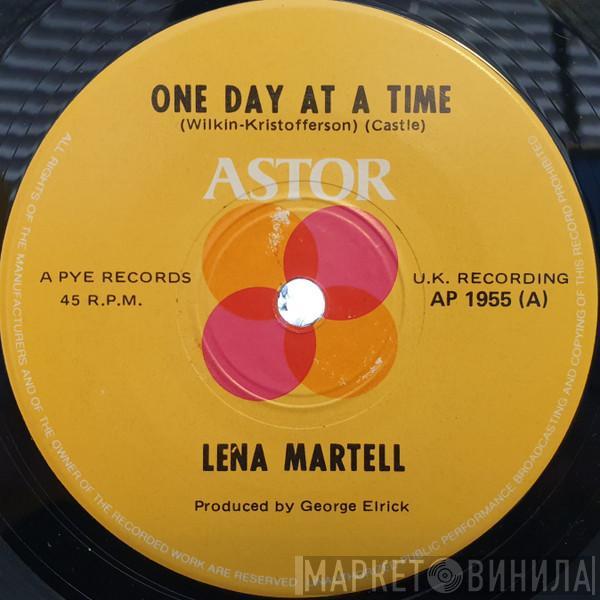 ONE DAY AT A TIME
(Wilkin-Kristofferson) (Castle)
ASTOR
A PYE RECORDS
45 R.P.M.
U.K. RECORDING
AP 1955 (A)
LENA MARTELL
Produced by George Elrick
ALL RIGHTS OF THE MANUFACTURERS AND OF THE OWNER OF THE RECORDED WORK ARE RESERVED UNAUTHORISED PUBLIC PERFORMANCE BROADCASTING AND COPYING OF THIS RECORD PROHIBITED
МАРКЕТ ВИНИЛА